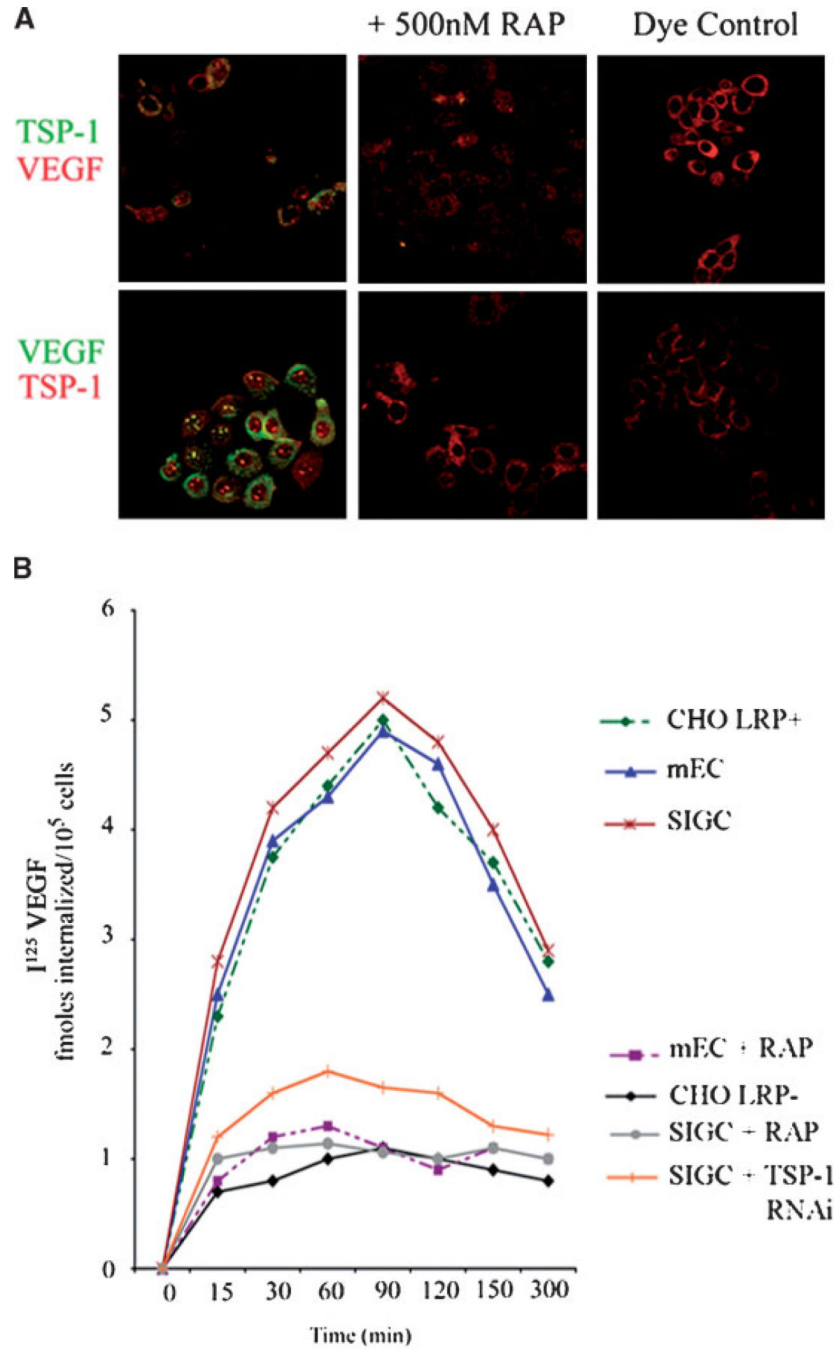 A
+ 500nM RAP
Dye Control
TSP-1
VEGF
VEGF
TSP-1
B
6
5
4
3
2
1
0
I¹²⁵ VEGF
fmoles internalized/10⁵ cells
0 15 30 60 90 120 150 300
Time (min)
CHO LRP+
mEC
SIGC
mEC + RAP
CHO LRP-
SIGC + RAP
SIGC + TSP-1
RNAi